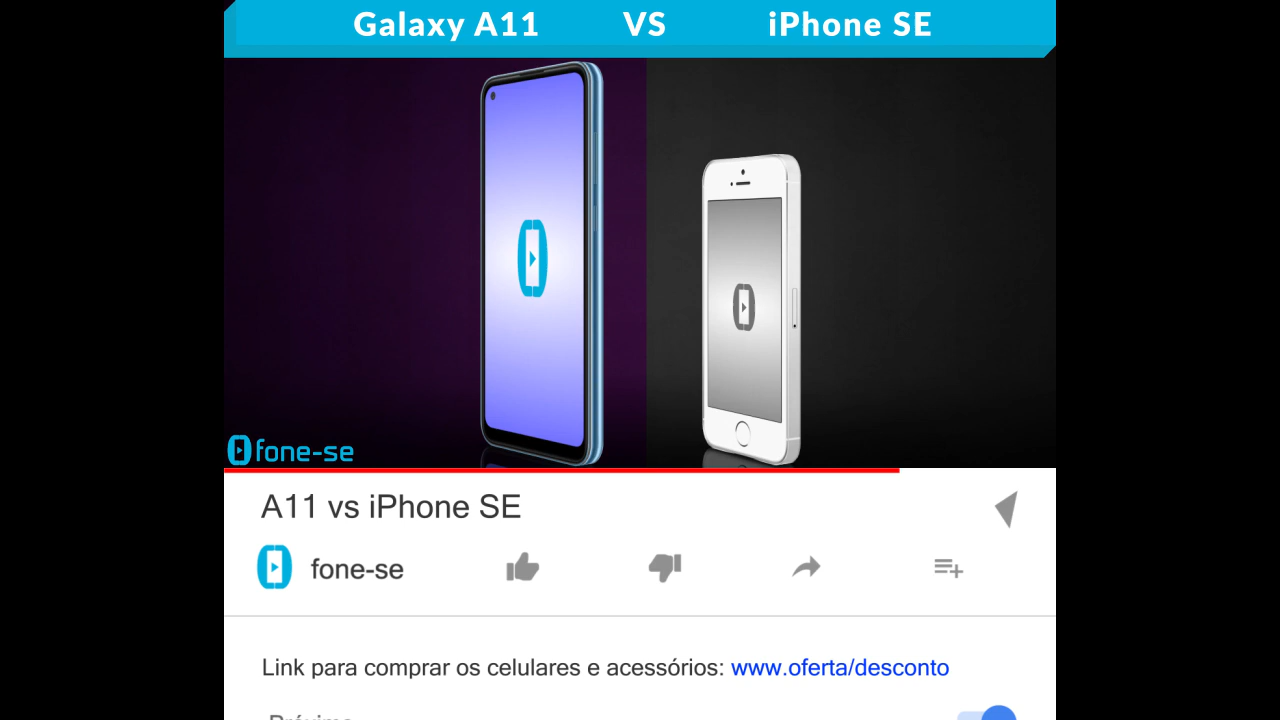 Galaxy A11 VS iPhone SE
fone-se
A11 vs iPhone SE
fone-se
Link para comprar os celulares e acessórios: www.oferta/desconto